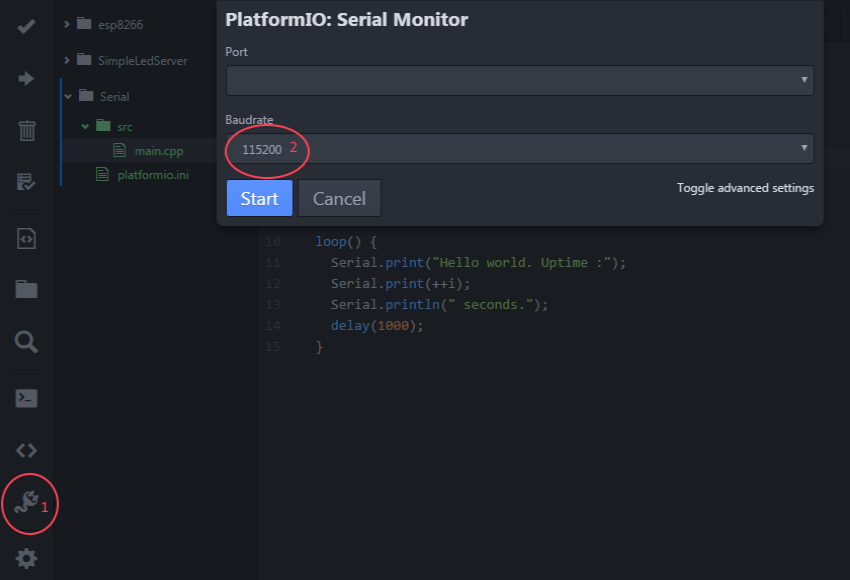 esp8266
SimpleLedServer
Serial
src
main.cpp
platformio.ini
1
PlatformIO: Serial Monitor
Port
Baudrate
115200 2
Start Cancel
Toggle advanced settings
10 loop() {
11 Serial.print("Hello world. Uptime :");
12 Serial.print(++i);
13 Serial.println(" seconds.");
14 delay(1000);
15 }